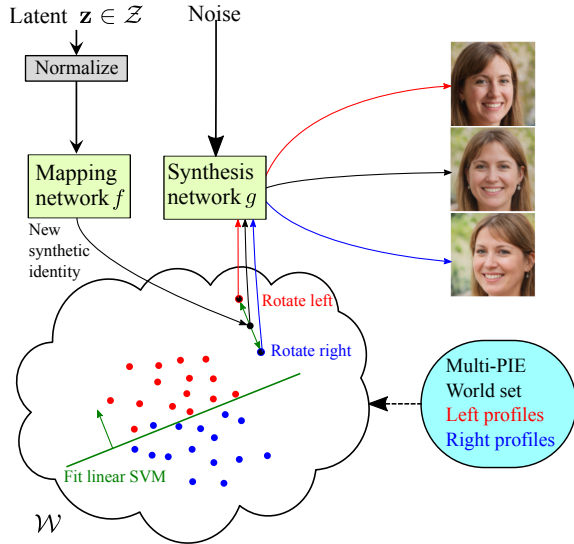 Latent z ∈ 𝒵
Noise
Normalize
Mapping
network f
Synthesis
network g
New
synthetic
identity
Rotate left
Rotate right
Multi-PIE
World set
Left profiles
Right profiles
Fit linear SVM
𝒲